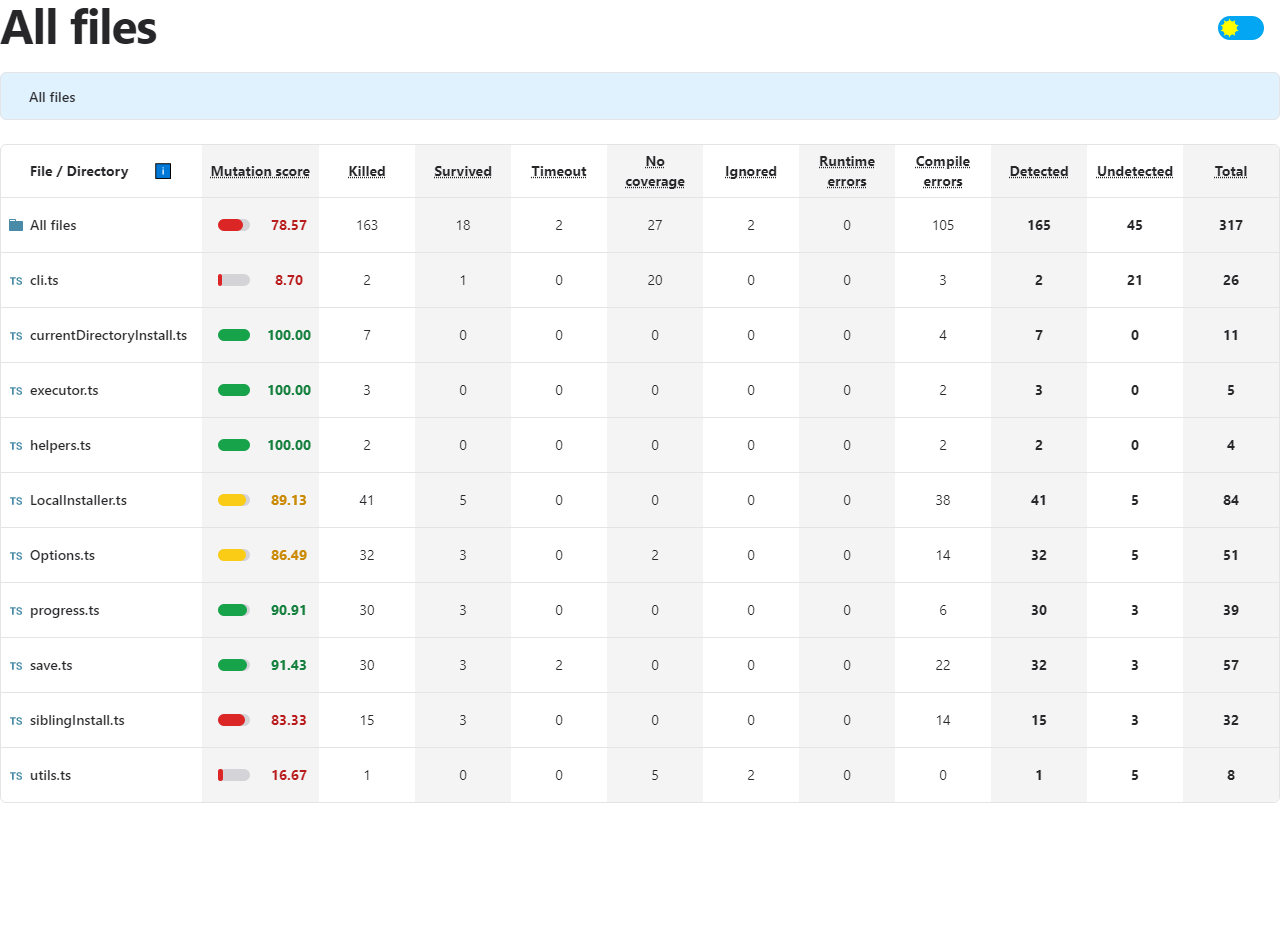 All files
All files
File / Directory i Mutation score Killed Survived Timeout No coverage Ignored Runtime errors Compile errors Detected Undetected Total
All files 78.57 163 18 2 27 2 0 105 165 45 317
TS cli.ts 8.70 2 1 0 20 0 0 3 2 21 26
TS currentDirectoryInstall.ts 100.00 7 0 0 0 0 0 4 7 0 11
TS executor.ts 100.00 3 0 0 0 0 0 2 3 0 5
TS helpers.ts 100.00 2 0 0 0 0 0 2 2 0 4
TS LocalInstaller.ts 89.13 41 5 0 0 0 0 38 41 5 84
TS Options.ts 86.49 32 3 0 2 0 0 14 32 5 51
TS progress.ts 90.91 30 3 0 0 0 0 6 30 3 39
TS save.ts 91.43 30 3 2 0 0 0 22 32 3 57
TS siblingInstall.ts 83.33 15 3 0 0 0 0 14 15 3 32
TS utils.ts 16.67 1 0 0 5 2 0 0 1 5 8